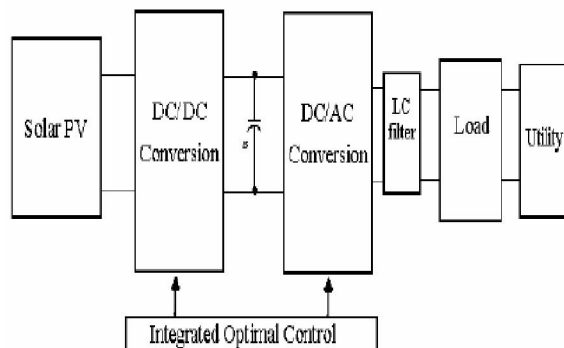 Solar PV
DC/DC
Conversion
DC/AC
Conversion
LC
filter
Load
Utility
Integrated Optimal Control